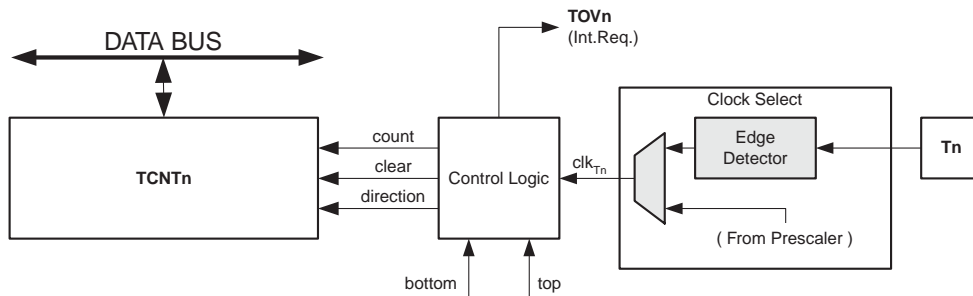 TOVn
(Int.Req.)
DATA BUS
Clock Select
TCNTn
count
clear
direction
Control Logic
clkTn
Edge
Detector
Tn
( From Prescaler )
bottom
top